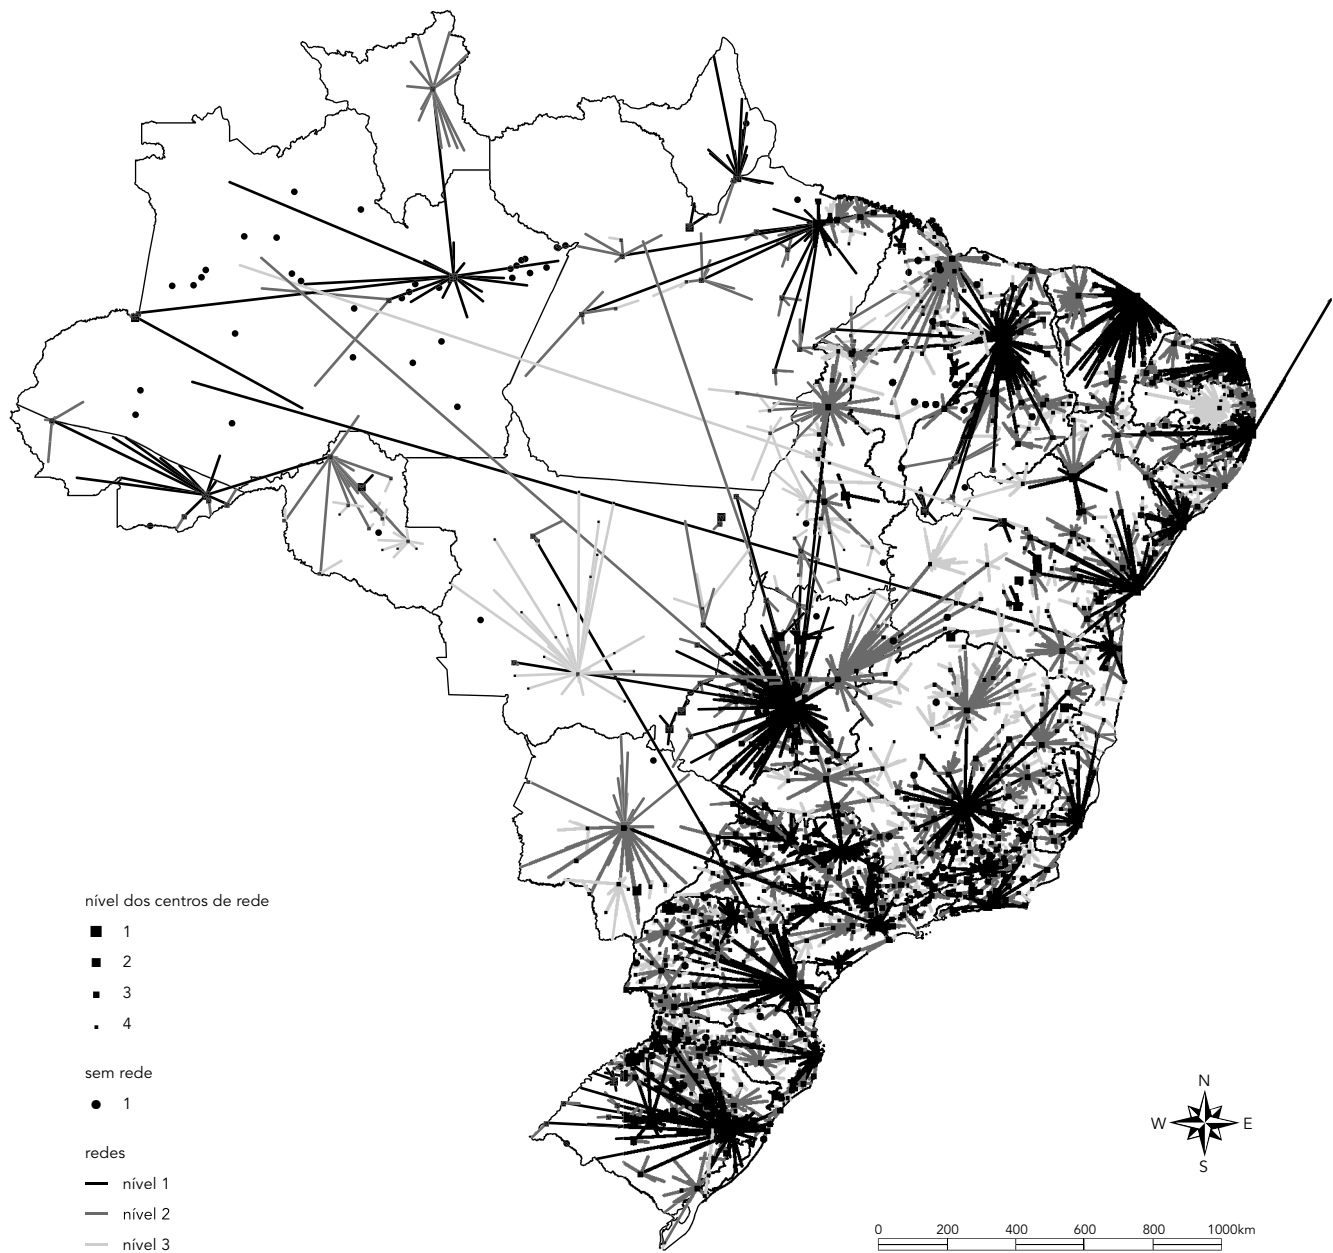 nível dos centros de rede
1
2
3
4
sem rede
1
redes
nível 1
nível 2
nível 3
N
W E
S
0 200 400 600 800 1000km